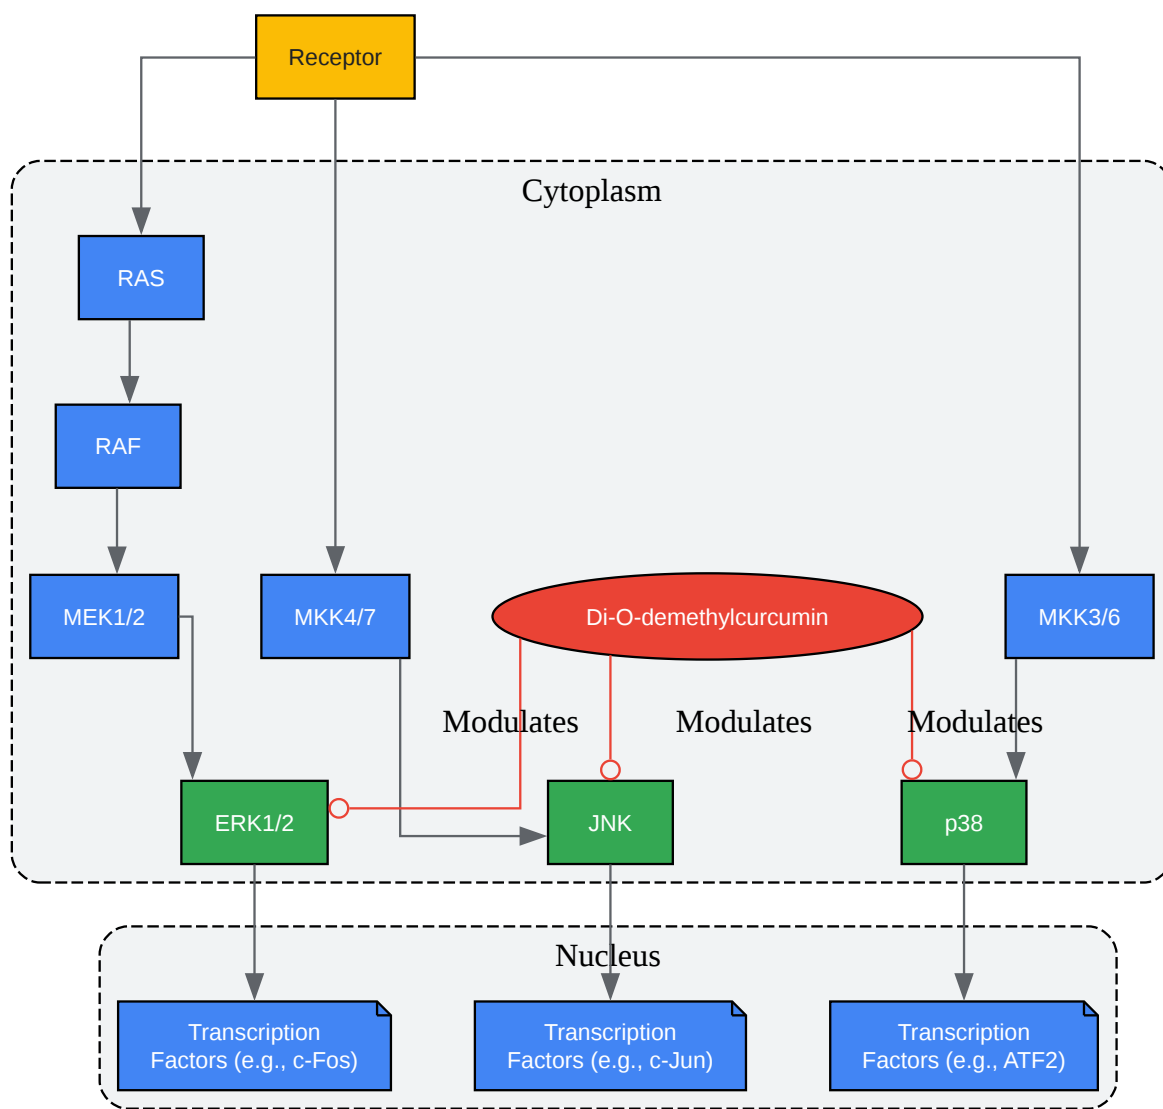 Receptor
Cytoplasm
RAS
RAF
MEK1/2
MKK4/7
Di-O-demethylcurcumin
MKK3/6
Modulates
Modulates
Modulates
ERK1/2
JNK
p38
Nucleus
Transcription
Factors (e.g., c-Fos)
Transcription
Factors (e.g., c-Jun)
Transcription
Factors (e.g., ATF2)